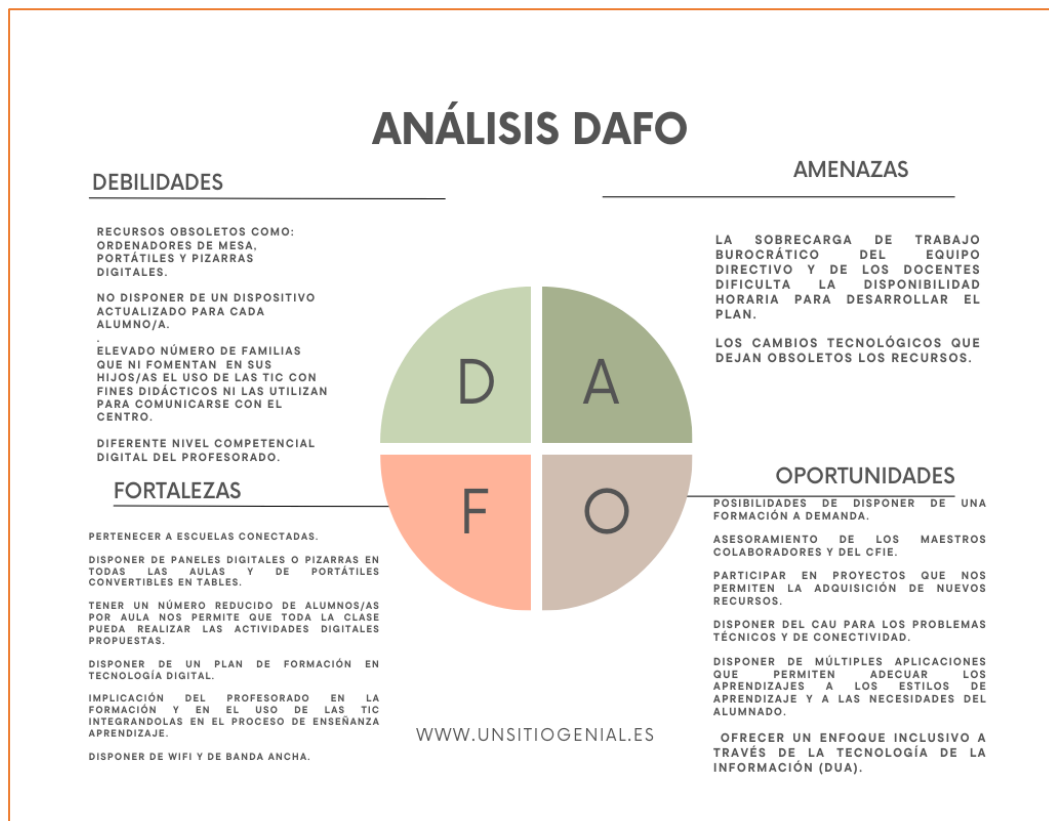 ANÁLISIS DAFO
DEBILIDADES
RECURSOS OBSOLETOS COMO:
ORDENADORES DE MESA,
PORTÁTILES Y PIZARRAS
DIGITALES.
NO DISPONER DE UN DISPOSITIVO
ACTUALIZADO PARA CADA
ALUMNO/A.
.
ELEVADO NÚMERO DE FAMILIAS
QUE NI FOMENTAN EN SUS
HIJOS/AS EL USO DE LAS TIC CON
FINES DIDÁCTICOS NI LAS UTILIZAN
PARA COMUNICARSE CON EL
CENTRO.
DIFERENTE NIVEL COMPETENCIAL
DIGITAL DEL PROFESORADO.
AMENAZAS
LA SOBRECARGA DE TRABAJO
BUROCRÁTICO DEL EQUIPO
DIRECTIVO Y DE LOS DOCENTES
DIFICULTA LA DISPONIBILIDAD
HORARIA PARA DESARROLLAR EL
PLAN.
LOS CAMBIOS TECNOLÓGICOS QUE
DEJAN OBSOLETOS LOS RECURSOS.
D
A
F
O
FORTALEZAS
PERTENECER A ESCUELAS CONECTADAS.
DISPONER DE PANELES DIGITALES O PIZARRAS EN
TODAS LAS AULAS Y DE PORTÁTILES
CONVERTIBLES EN TABLES.
TENER UN NÚMERO REDUCIDO DE ALUMNOS/AS
POR AULA NOS PERMITE QUE TODA LA CLASE
PUEDA REALIZAR LAS ACTIVIDADES DIGITALES
PROPUESTAS.
DISPONER DE UN PLAN DE FORMACIÓN EN
TECNOLOGÍA DIGITAL.
IMPLICACIÓN DEL PROFESORADO EN LA
FORMACIÓN Y EN EL USO DE LAS TIC
INTEGRANDOLAS EN EL PROCESO DE ENSEÑANZA
APRENDIZAJE.
DISPONER DE WIFI Y DE BANDA ANCHA.
OPORTUNIDADES
POSIBILIDADES DE DISPONER DE UNA
FORMACIÓN A DEMANDA.
ASESORAMIENTO DE LOS MAESTROS
COLABORADORES Y DEL CFIE.
PARTICIPAR EN PROYECTOS QUE NOS
PERMITEN LA ADQUISICIÓN DE NUEVOS
RECURSOS.
DISPONER DEL CAU PARA LOS PROBLEMAS
TÉCNICOS Y DE CONECTIVIDAD.
DISPONER DE MÚLTIPLES APLICACIONES
QUE PERMITEN ADECUAR LOS
APRENDIZAJES A LOS ESTILOS DE
APRENDIZAJE Y A LAS NECESIDADES DEL
ALUMNADO.
OFRECER UN ENFOQUE INCLUSIVO A
TRAVÉS DE LA TECNOLOGÍA DE LA
INFORMACIÓN (DUA).
WWW.UNSITIOGENIAL.ES